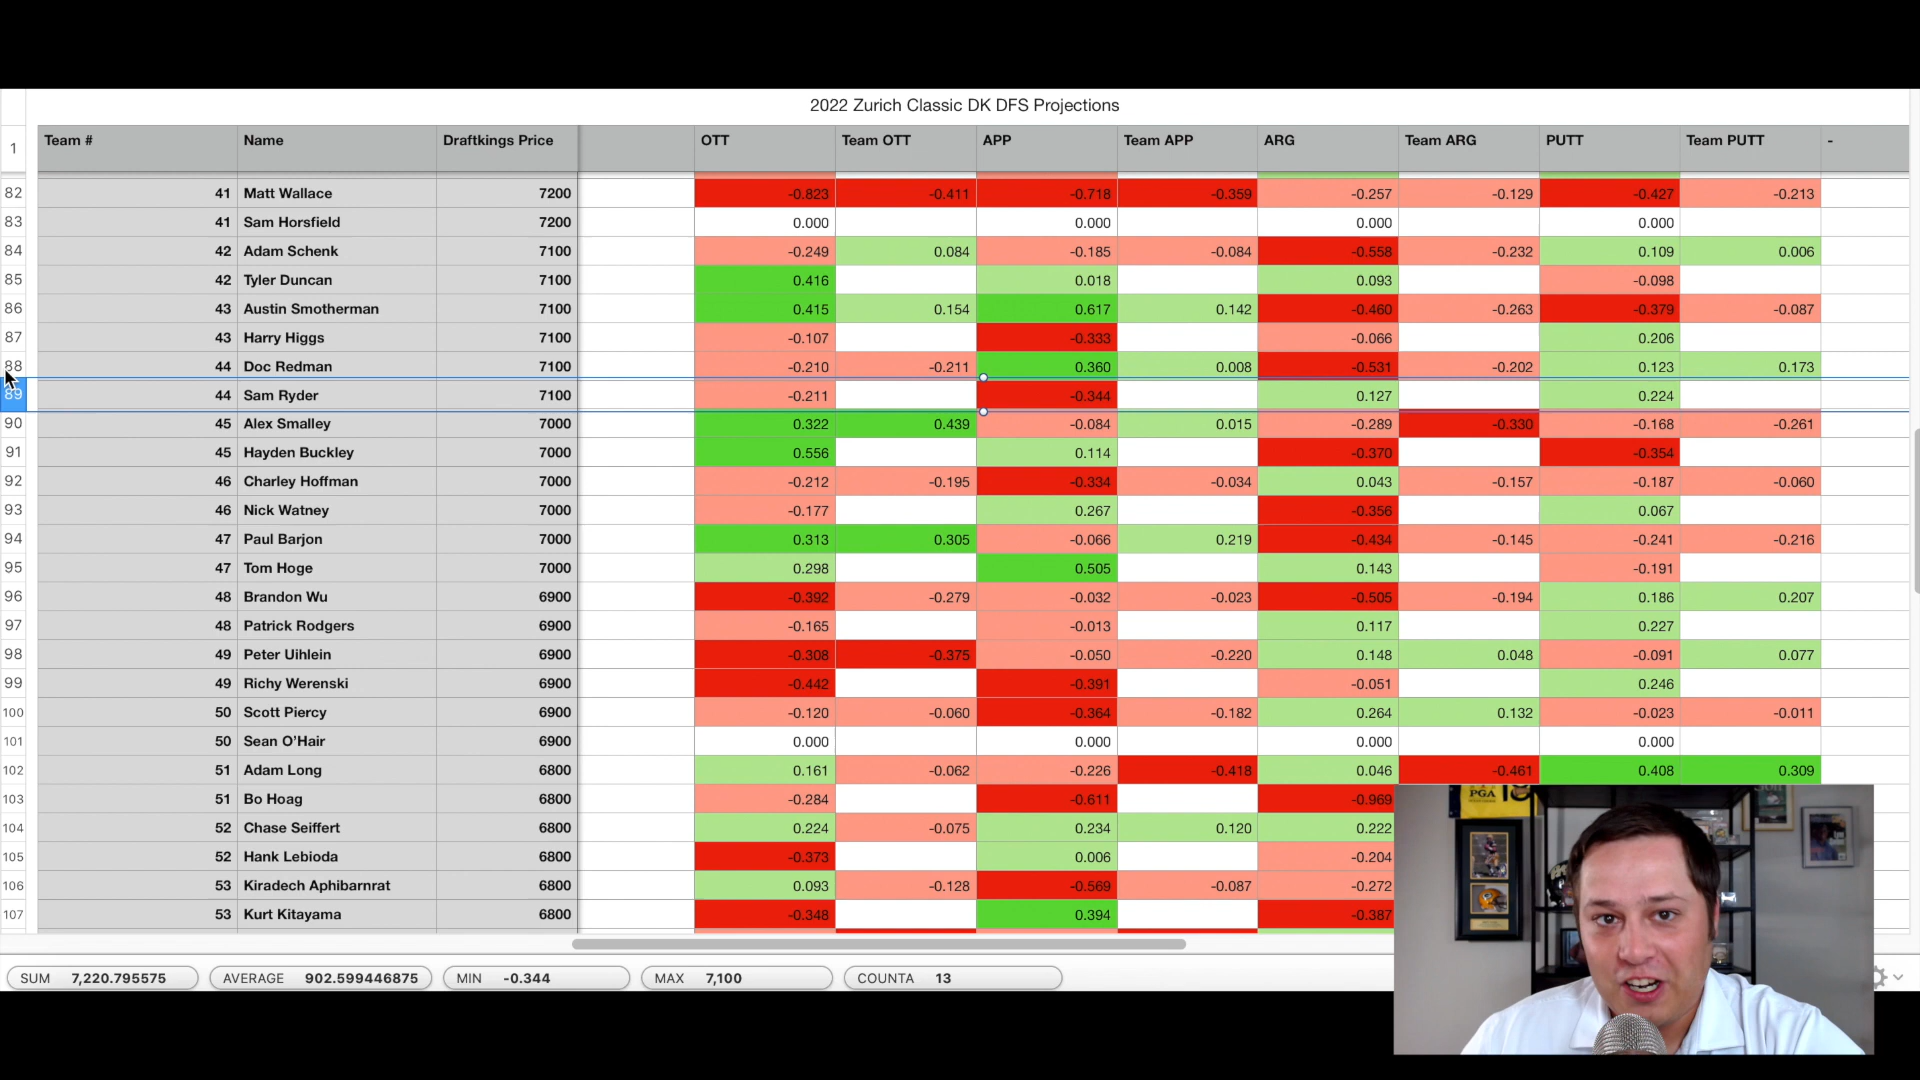 2022 Zurich Classic DK DFS Projections
1 Team # Name Draftkings Price OTT Team OTT APP Team APP ARG Team ARG PUTT Team PUTT -
82 41 Matt Wallace 7200 -0.823 -0.411 -0.718 -0.359 -0.257 -0.129 -0.427 -0.213
83 41 Sam Horsfield 7200 0.000 0.000 0.000 0.000
84 42 Adam Schenk 7100 -0.249 0.084 -0.185 -0.084 -0.558 -0.232 0.109 0.006
85 42 Tyler Duncan 7100 0.416 0.018 0.093 -0.098
86 43 Austin Smotherman 7100 0.415 0.154 0.617 0.142 -0.460 -0.263 -0.379 -0.087
87 43 Harry Higgs 7100 -0.107 -0.333 -0.066 0.206
88 44 Doc Redman 7100 -0.210 -0.211 0.360 0.008 -0.531 -0.202 0.123 0.173
89 44 Sam Ryder 7100 -0.211 -0.344 0.127 0.224
90 45 Alex Smalley 7000 0.322 0.439 -0.084 0.015 -0.289 -0.330 -0.168 -0.261
91 45 Hayden Buckley 7000 0.556 0.114 -0.370 -0.354
92 46 Charley Hoffman 7000 -0.212 -0.195 -0.334 -0.034 0.043 -0.157 -0.187 -0.060
93 46 Nick Watney 7000 -0.177 0.267 -0.356 0.067
94 47 Paul Barjon 7000 0.313 0.305 -0.066 0.219 -0.434 -0.145 -0.241 -0.216
95 47 Tom Hoge 7000 0.298 0.505 0.143 -0.191
96 48 Brandon Wu 6900 -0.392 -0.279 -0.032 -0.023 -0.505 -0.194 0.186 0.207
97 48 Patrick Rodgers 6900 -0.165 -0.013 0.117 0.227
98 49 Peter Uihlein 6900 -0.308 -0.375 -0.050 -0.220 0.148 0.048 -0.091 0.077
99 49 Richy Werenski 6900 -0.442 -0.391 -0.051 0.246
100 50 Scott Piercy 6900 -0.120 -0.060 -0.364 -0.182 0.264 0.132 -0.023 -0.011
101 50 Sean O'Hair 6900 0.000 0.000 0.000 0.000
102 51 Adam Long 6800 0.161 -0.062 -0.226 -0.418 0.046 -0.461 0.408 0.309
103 51 Bo Hoag 6800 -0.284 -0.611 -0.969
104 52 Chase Seiffert 6800 0.224 -0.075 0.234 0.120 0.222
105 52 Hank Lebioda 6800 -0.373 0.006 -0.204
106 53 Kiradech Aphibarnrat 6800 0.093 -0.128 -0.569 -0.087 -0.272
107 53 Kurt Kitayama 6800 -0.348 0.394 -0.387
PGA
SUM 7,220.795575 AVERAGE 902.599446875 MIN -0.344 MAX 7,100 COUNTA 13